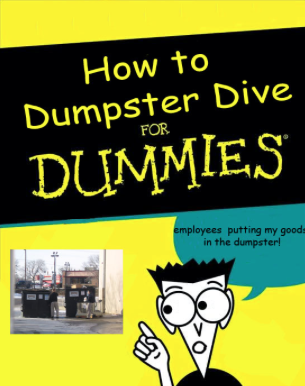 How to
Dumpster Dive
FOR
DUMMIES®
employees putting my goods
in the dumpster!